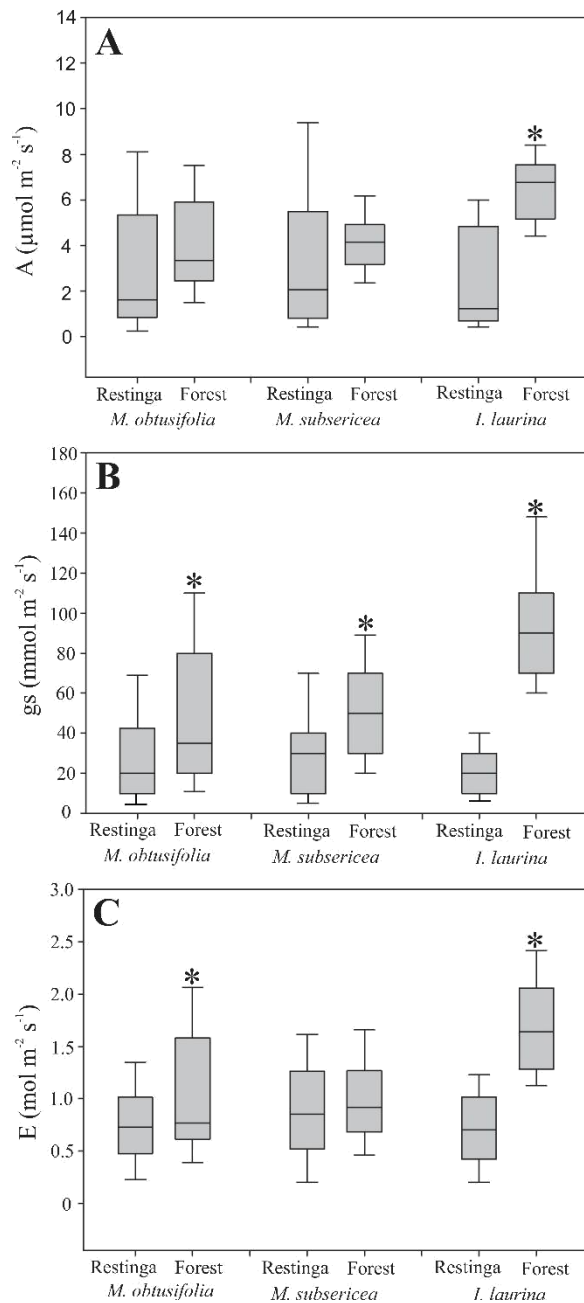 A
14
12
10
8
6
4
2
0
A (µmol m⁻² s⁻¹)
*
Restinga Forest Restinga Forest Restinga Forest
M. obtusifolia M. subsericea I. laurina
B
180
160
140
120
100
80
60
40
20
0
gs (mmol m⁻² s⁻¹)
* * *
Restinga Forest Restinga Forest Restinga Forest
M. obtusifolia M. subsericea I. laurina
C
3.0
2.5
2.0
1.5
1.0
0.5
0
E (mol m⁻² s⁻¹)
* *
Restinga Forest Restinga Forest Restinga Forest
M. obtusifolia M. subsericea I. laurina